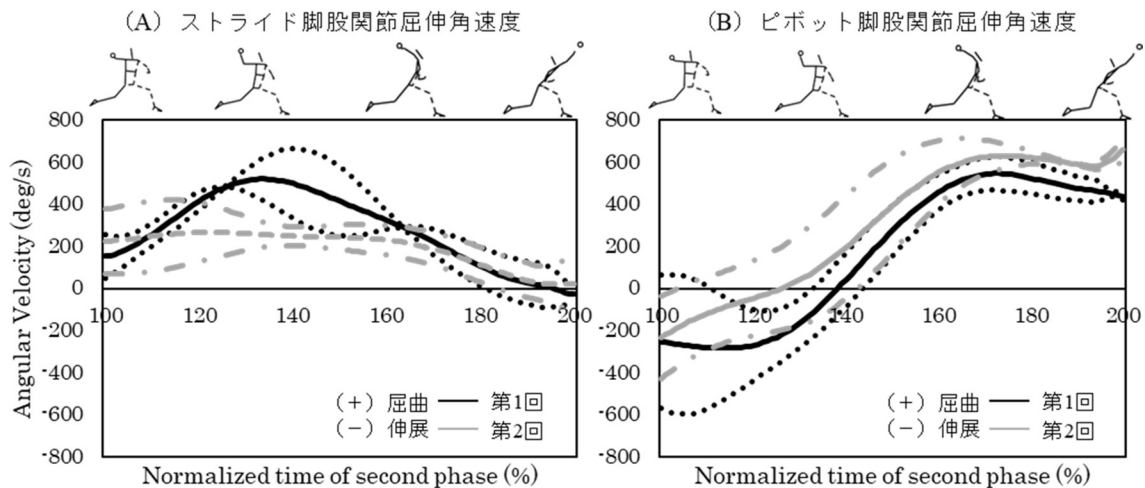 （A）ストライド脚股関節屈伸角速度
（B）ピボット脚股関節屈伸角速度
Angular Velocity (deg/s)
800
600
400
200
0
-200
-400
-600
-800
100 120 140 160 180 200
（+）屈曲 第1回
（−）伸展 第2回
Normalized time of second phase (%)
800
600
400
200
0
-200
-400
-600
-800
100 120 140 160 180 200
（+）屈曲 第1回
（−）伸展 第2回
Normalized time of second phase (%)